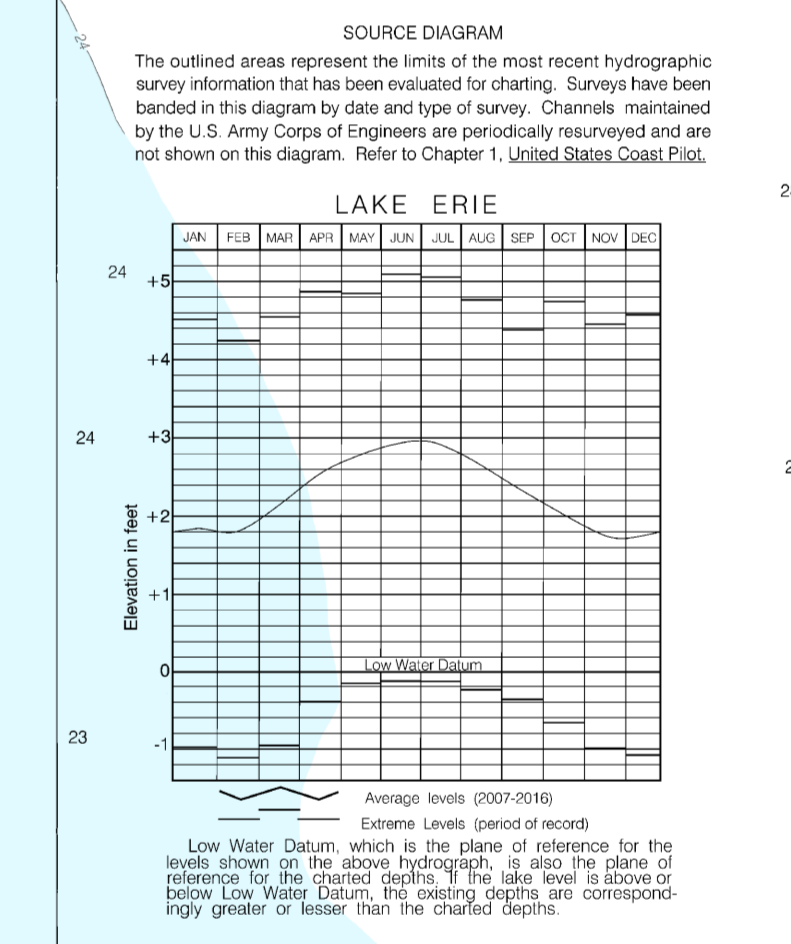 24
SOURCE DIAGRAM
The outlined areas represent the limits of the most recent hydrographic
survey information that has been evaluated for charting. Surveys have been
banded in this diagram by date and type of survey. Channels maintained
by the U.S. Army Corps of Engineers are periodically resurveyed and are
not shown on this diagram. Refer to Chapter 1, United States Coast Pilot.
LAKE ERIE
JAN FEB MAR APR MAY JUN JUL AUG SEP OCT NOV DEC
24
+5
+4
24
+3
+2
+1
0
-1
Elevation in feet
Low Water Datum
23
Average levels (2007-2016)
Extreme Levels (period of record)
Low Water Datum, which is the plane of reference for the
levels shown on the above hydrograph, is also the plane of
reference for the charted depths. If the lake level is above or
below Low Water Datum, the existing depths are correspond-
ingly greater or lesser than the charted depths.